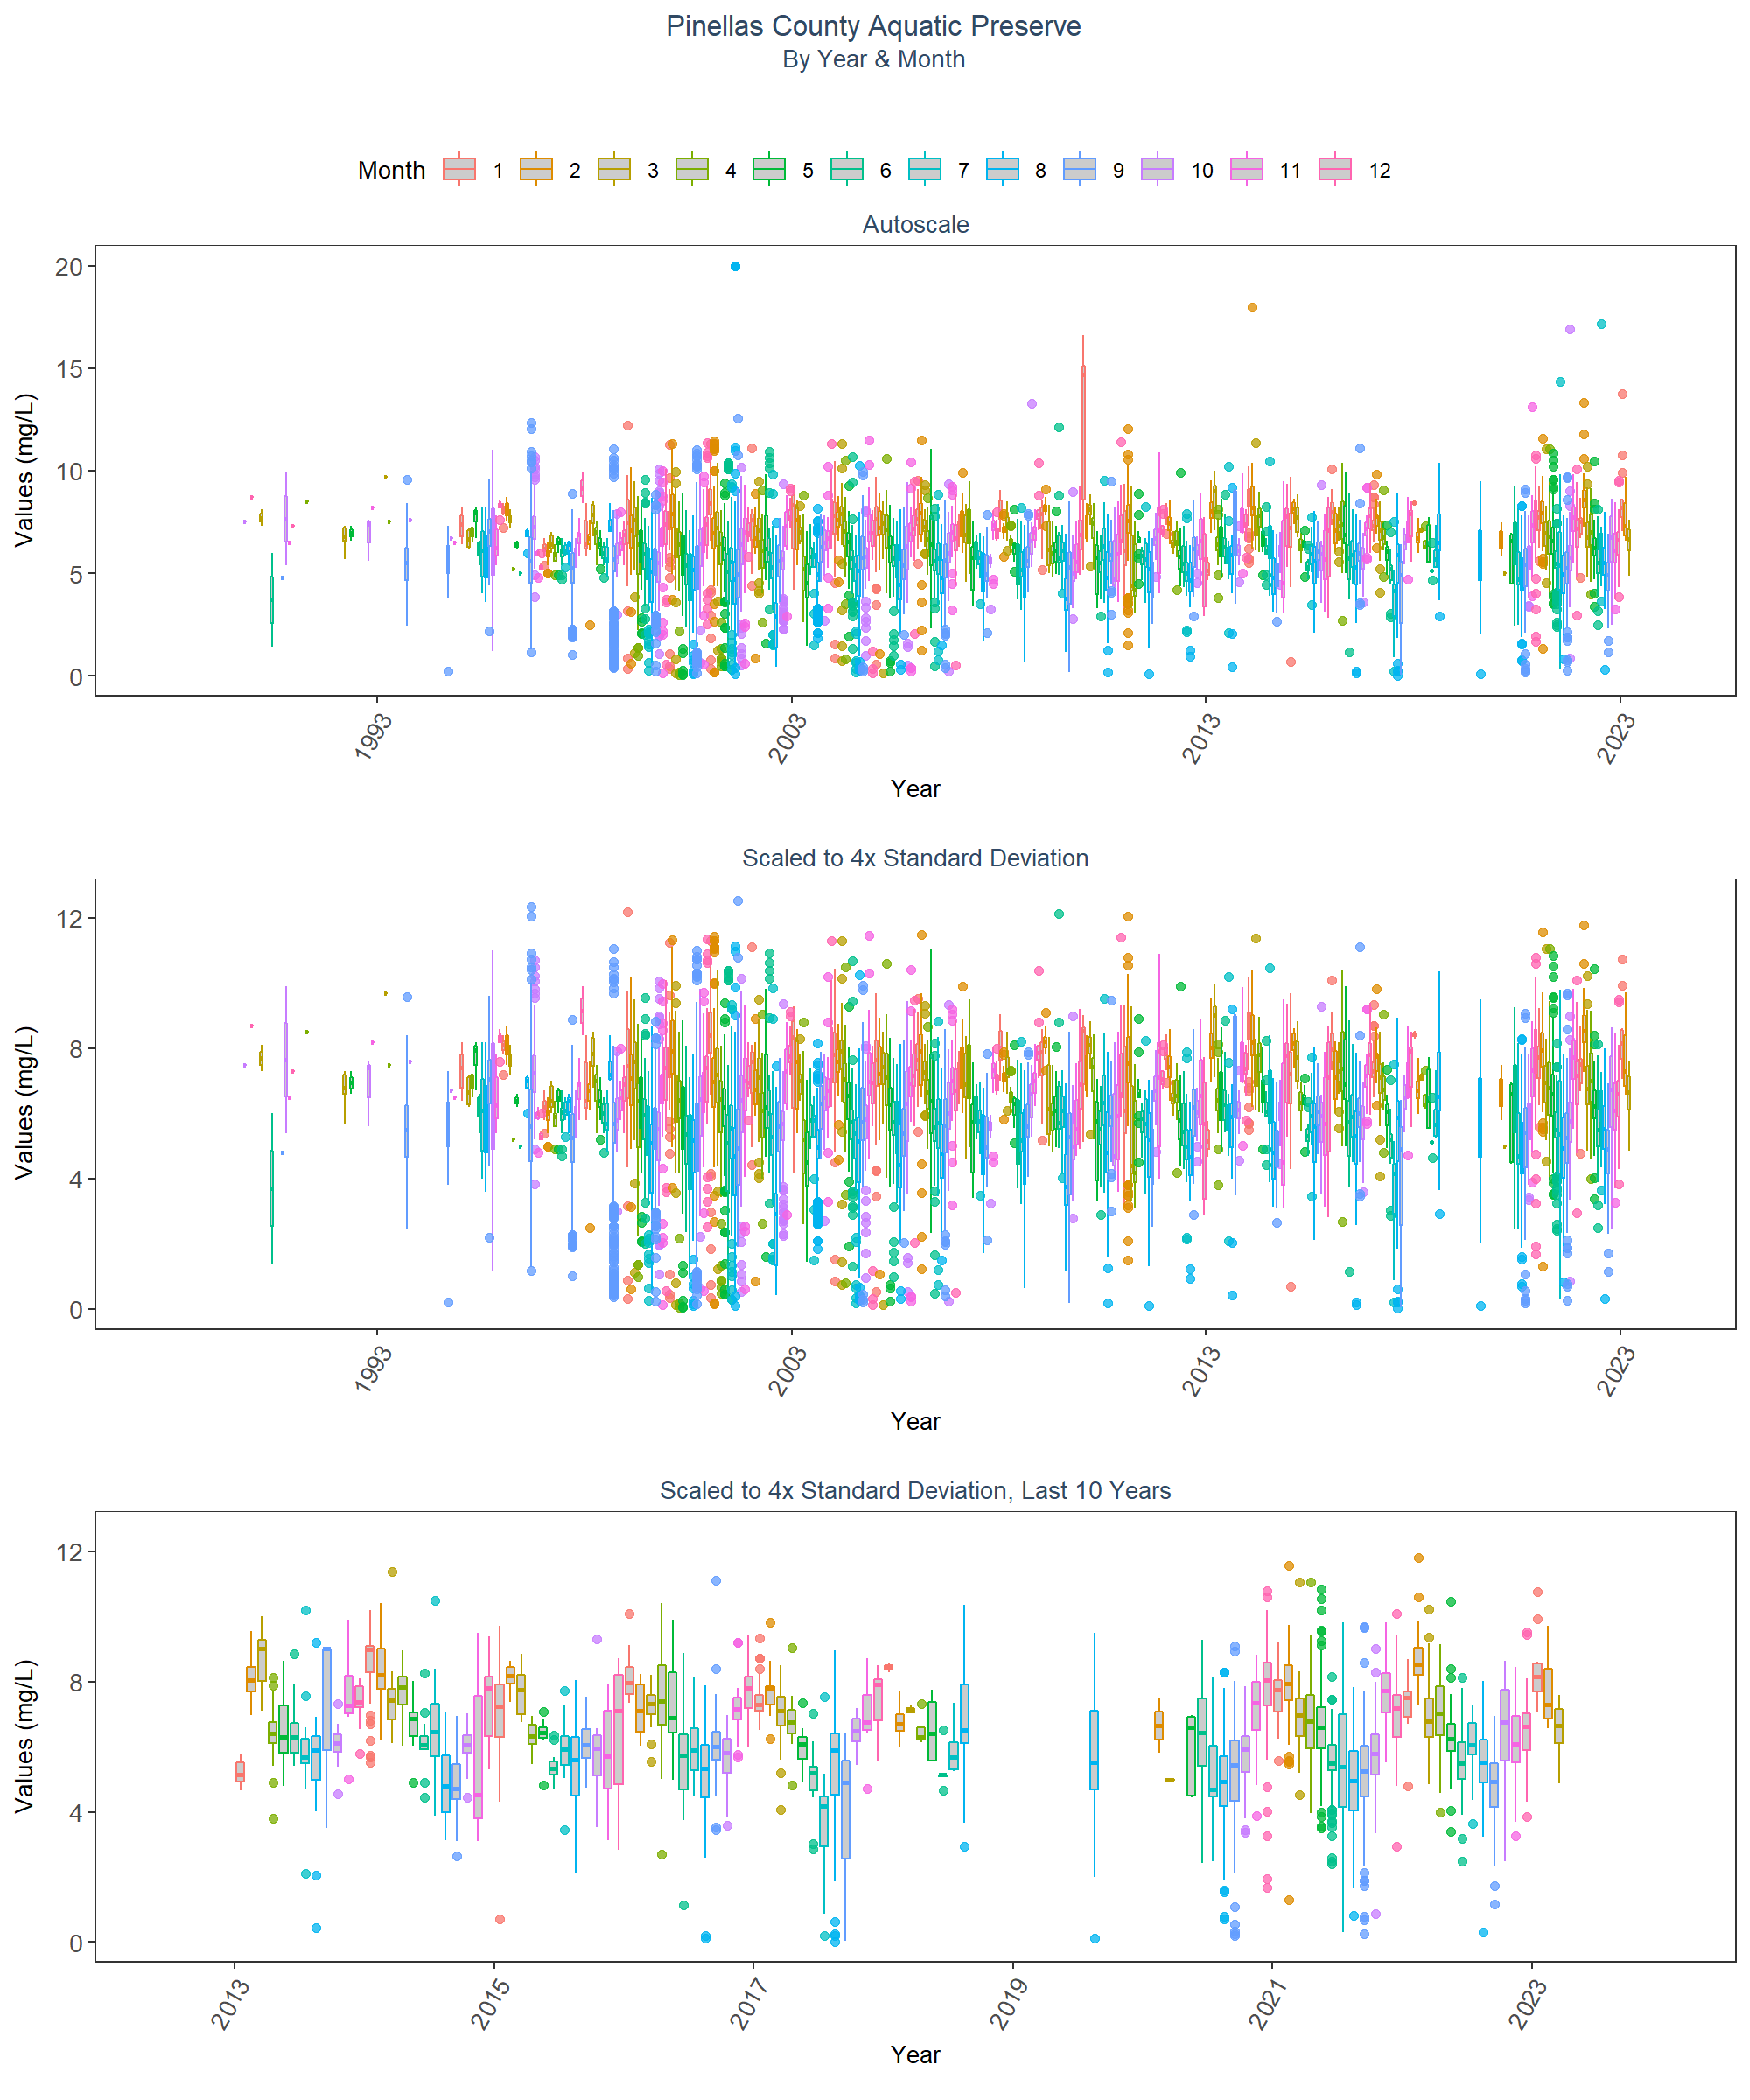 Pinellas County Aquatic Preserve
By Year & Month
Month 1 2 3 4 5 6 7 8 9 10 11 12
Autoscale
Values (mg/L)
20
15
10
5
0
1993 2003 2013 2023
Year
Scaled to 4x Standard Deviation
Values (mg/L)
12
8
4
0
1993 2003 2013 2023
Year
Scaled to 4x Standard Deviation, Last 10 Years
Values (mg/L)
12
8
4
0
2013 2015 2017 2019 2021 2023
Year